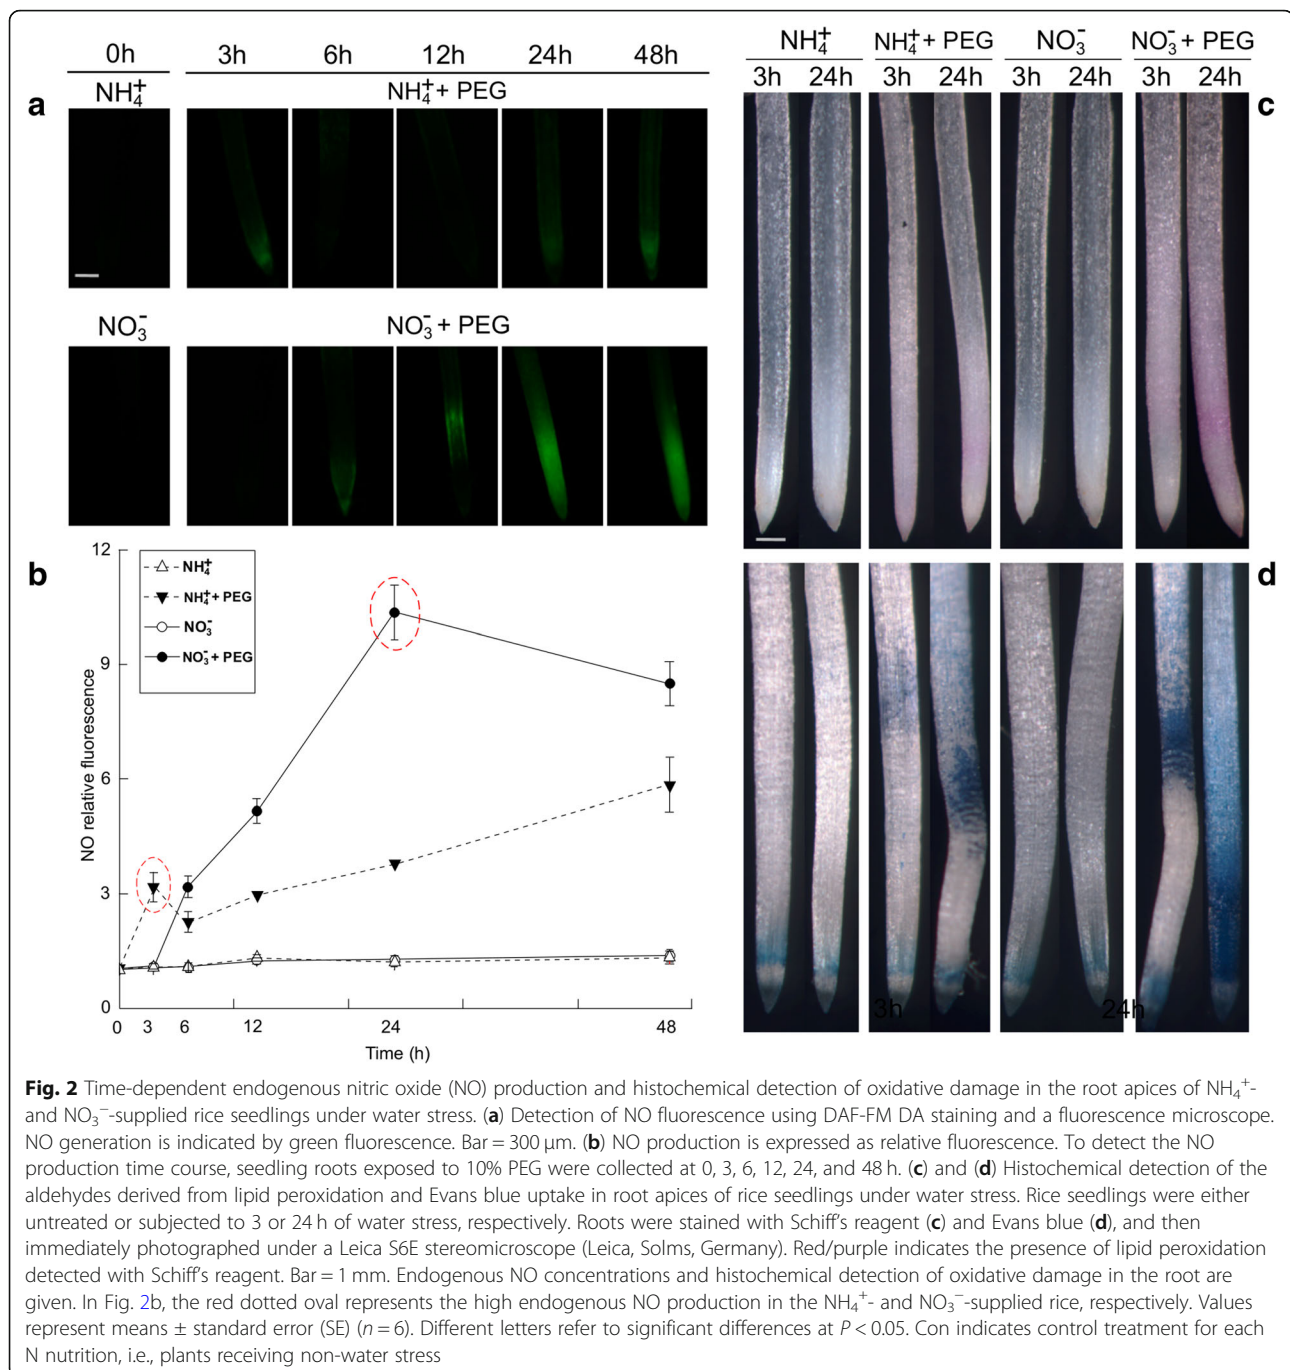 0h 3h 6h 12h 24h 48h
NH₄⁺ NH₄⁺ + PEG
a
NO₃⁻ NO₃⁻ + PEG
NH₄⁺ NH₄⁺ + PEG NO₃⁻ NO₃⁻ + PEG
3h 24h 3h 24h 3h 24h 3h 24h
c
b
12
9
6
3
0
NO relative fluorescence
NH₄⁺
NH₄⁺ + PEG
NO₃⁻
NO₃⁻ + PEG
0 3 6 12 24 48
Time (h)
d
3h 24h
Fig. 2 Time-dependent endogenous nitric oxide (NO) production and histochemical detection of oxidative damage in the root apices of NH₄⁺-
and NO₃⁻-supplied rice seedlings under water stress. (a) Detection of NO fluorescence using DAF-FM DA staining and a fluorescence microscope.
NO generation is indicated by green fluorescence. Bar = 300 μm. (b) NO production is expressed as relative fluorescence. To detect the NO
production time course, seedling roots exposed to 10% PEG were collected at 0, 3, 6, 12, 24, and 48 h. (c) and (d) Histochemical detection of the
aldehydes derived from lipid peroxidation and Evans blue uptake in root apices of rice seedlings under water stress. Rice seedlings were either
untreated or subjected to 3 or 24 h of water stress, respectively. Roots were stained with Schiff's reagent (c) and Evans blue (d), and then
immediately photographed under a Leica S6E stereomicroscope (Leica, Solms, Germany). Red/purple indicates the presence of lipid peroxidation
detected with Schiff's reagent. Bar = 1 mm. Endogenous NO concentrations and histochemical detection of oxidative damage in the root are
given. In Fig. 2b, the red dotted oval represents the high endogenous NO production in the NH₄⁺- and NO₃⁻-supplied rice, respectively. Values
represent means ± standard error (SE) (n = 6). Different letters refer to significant differences at P < 0.05. Con indicates control treatment for each
N nutrition, i.e., plants receiving non-water stress